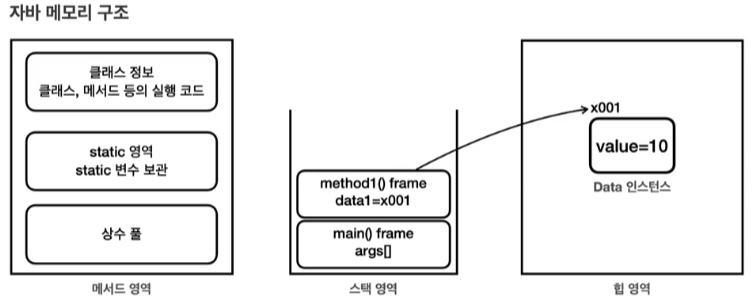 자바 메모리 구조
클래스 정보
클래스, 메서드 등의 실행 코드
static 영역
static 변수 보관
상수 풀
메서드 영역
method1() frame
data1=x001
main() frame
args[]
스택 영역
x001
value=10
Data 인스턴스
힙 영역